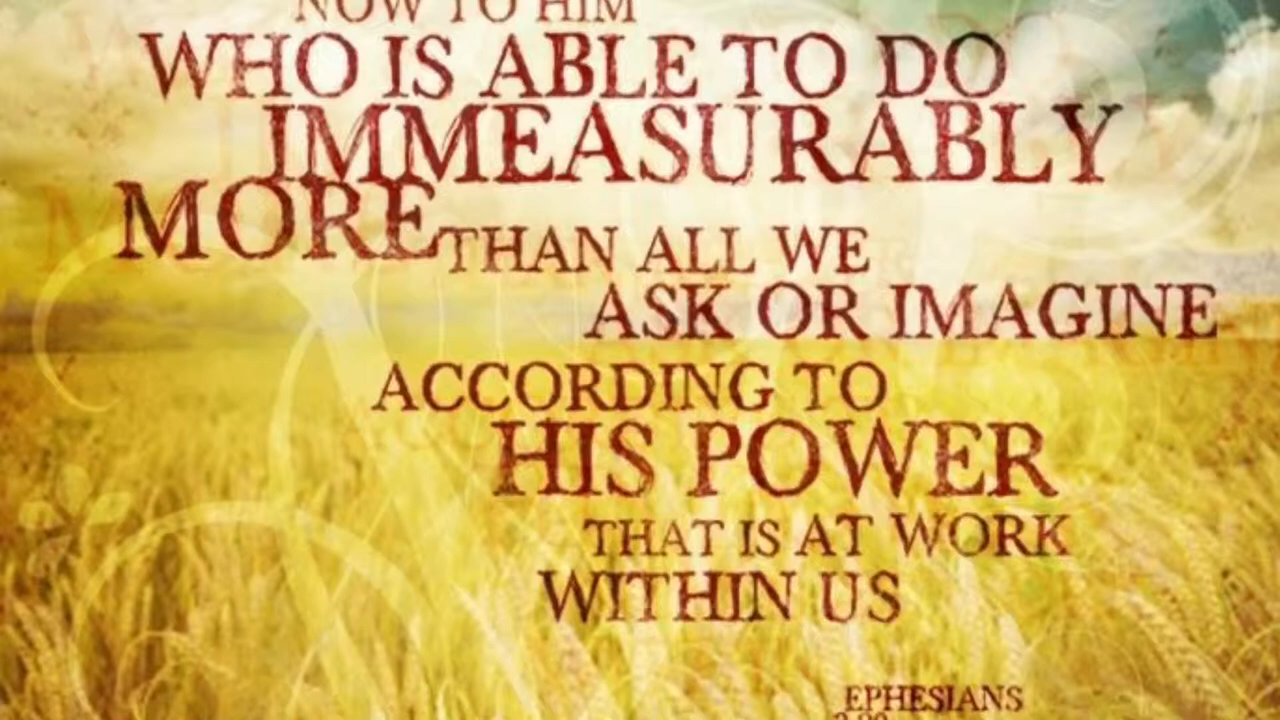 NOW TO HIM
WHO IS ABLE TO DO
IMMEASURABLY
MORE THAN ALL WE
ASK OR IMAGINE
ACCORDING TO
HIS POWER
THAT IS AT WORK
WITHIN US
EPHESIANS